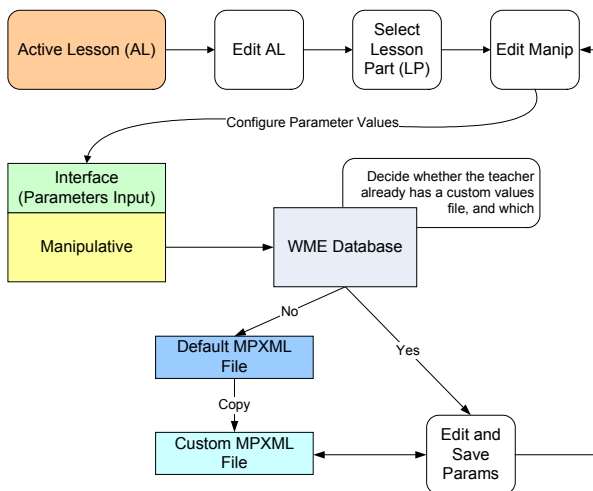 Active Lesson (AL)
Edit AL
Select
Lesson
Part (LP)
Edit Manip
Configure Parameter Values
Interface
(Parameters Input)
Manipulative
Decide whether the teacher
already has a custom values
file, and which
WME Database
No
Yes
Default MPXML
File
Copy
Custom MPXML
File
Edit and
Save
Params